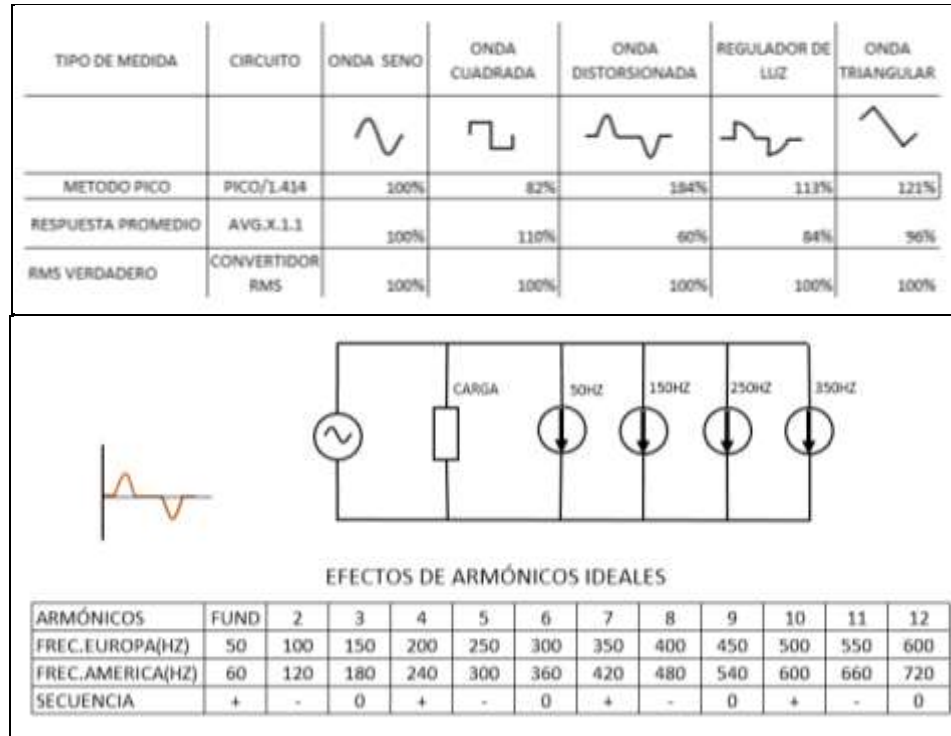 TIPO DE MEDIDA CIRCUITO ONDA SENO ONDA CUADRADA ONDA DISTORSIONADA REGULADOR DE LUZ ONDA TRIANGULAR
METODO PICO PICO/1.414 100% 82% 184% 113% 121%
RESPUESTA PROMEDIO AVG.X.1.1 100% 110% 60% 84% 96%
RMS VERDADERO CONVERTIDOR RMS 100% 100% 100% 100% 100%
CARGA 50HZ 150HZ 250HZ 350HZ
EFECTOS DE ARMÓNICOS IDEALES
ARMÓNICOS FUND 2 3 4 5 6 7 8 9 10 11 12
FREC.EUROPA(HZ) 50 100 150 200 250 300 350 400 450 500 550 600
FREC.AMERICA(HZ) 60 120 180 240 300 360 420 480 540 600 660 720
SECUENCIA + - 0 + - 0 + - 0 + - 0